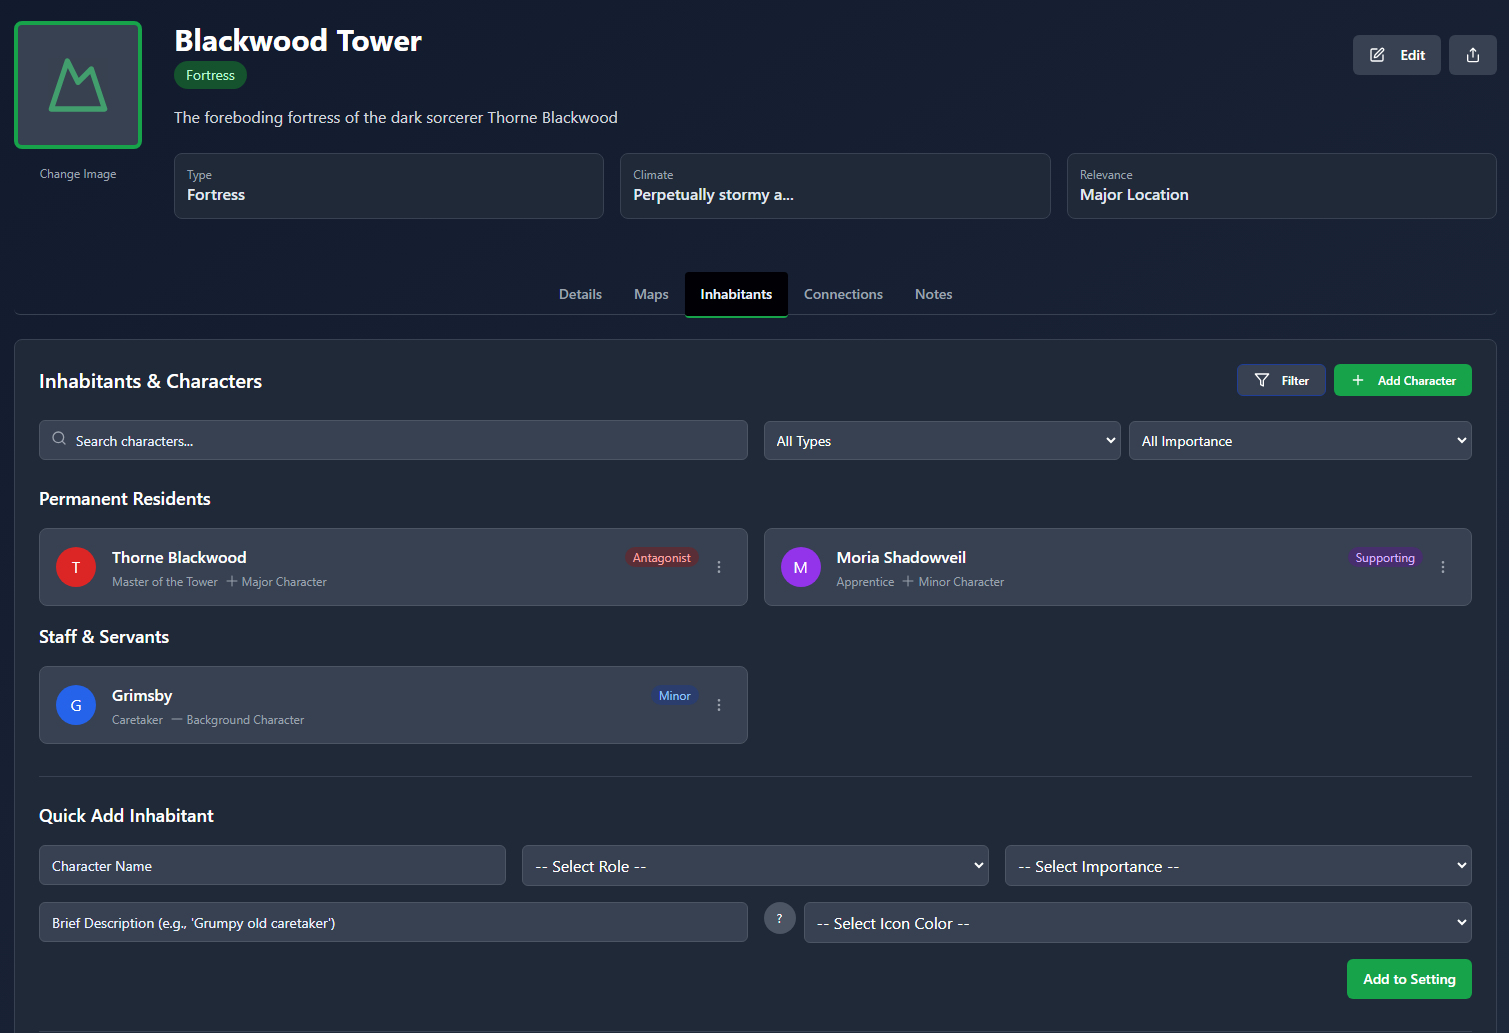 Blackwood Tower
Fortress
Edit
The foreboding fortress of the dark sorcerer Thorne Blackwood
Change Image
Type
Fortress
Climate
Perpetually stormy a...
Relevance
Major Location
Details
Maps
Inhabitants
Connections
Notes
Inhabitants & Characters
Filter
Add Character
Search characters...
All Types
All Importance
Permanent Residents
T
Thorne Blackwood
Antagonist
Master of the Tower
Major Character
M
Moria Shadowveil
Supporting
Apprentice
Minor Character
Staff & Servants
G
Grimsby
Minor
Caretaker
Background Character
Quick Add Inhabitant
Character Name
-- Select Role --
-- Select Importance --
Brief Description (e.g., 'Grumpy old caretaker')
?
-- Select Icon Color --
Add to Setting